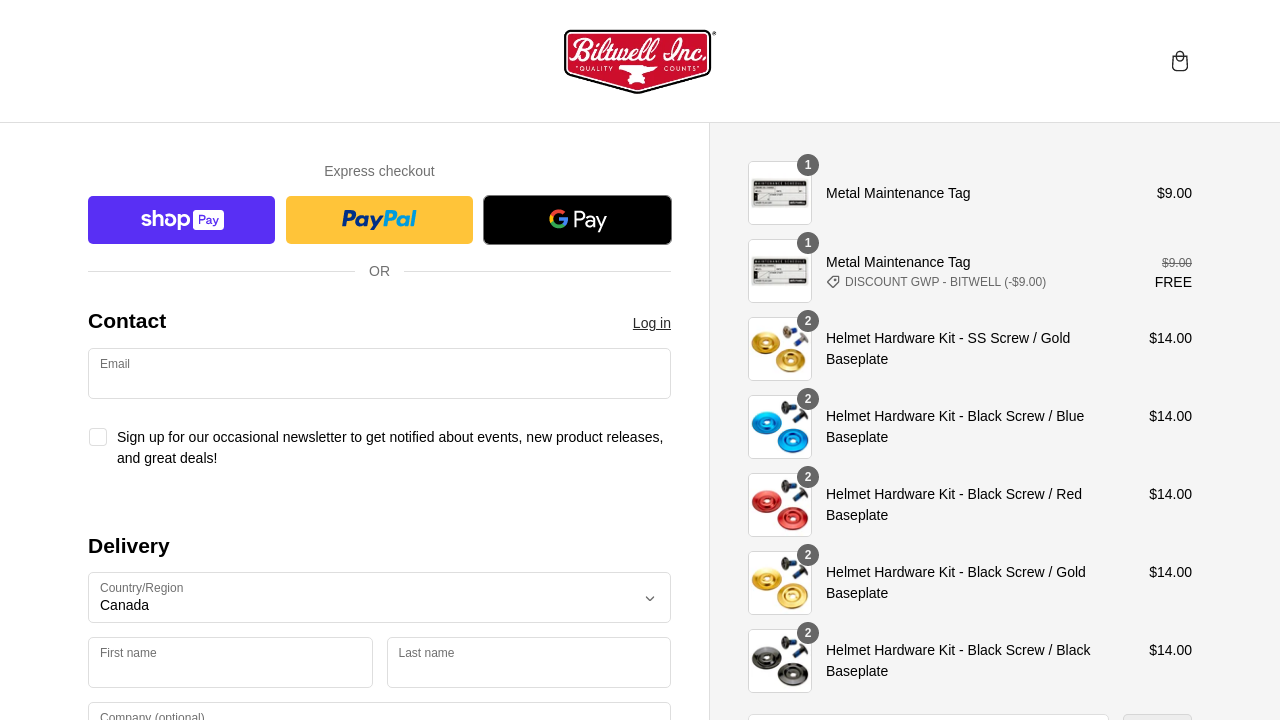 Biltwell Inc.
"QUALITY COUNTS"
Express checkout
shop Pay
PayPal
G Pay
OR
Contact
Log in
Email
Sign up for our occasional newsletter to get notified about events, new product releases,
and great deals!
Delivery
Country/Region
Canada
First name
Last name
Company (optional)
1
Metal Maintenance Tag
$9.00
1
Metal Maintenance Tag
$9.00
DISCOUNT GWP - BITWELL (-$9.00)
FREE
2
Helmet Hardware Kit - SS Screw / Gold
Baseplate
$14.00
2
Helmet Hardware Kit - Black Screw / Blue
Baseplate
$14.00
2
Helmet Hardware Kit - Black Screw / Red
Baseplate
$14.00
2
Helmet Hardware Kit - Black Screw / Gold
Baseplate
$14.00
2
Helmet Hardware Kit - Black Screw / Black
Baseplate
$14.00